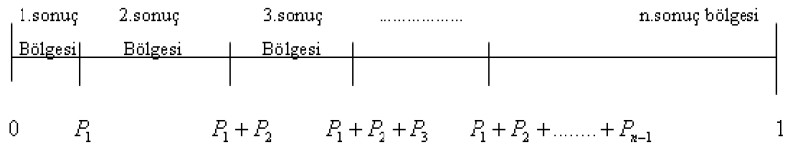 1.sonuç 2.sonuç 3.sonuç ................... n.sonuç bölgesi
Bölgesi Bölgesi Bölgesi
0 P₁ P₁ + P₂ P₁ + P₂ + P₃ P₁ + P₂ + ........ + Pₙ₋₁ 1